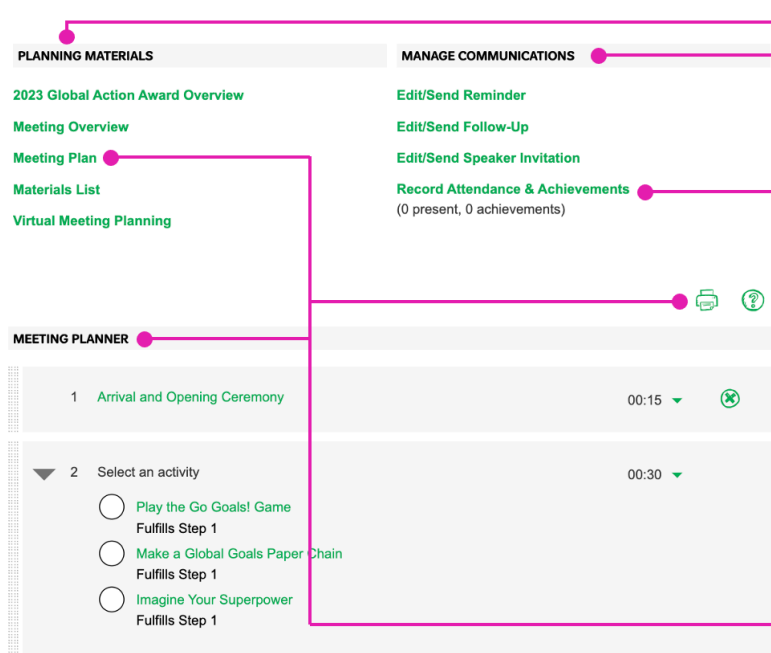 PLANNING MATERIALS
2023 Global Action Award Overview
Meeting Overview
Meeting Plan
Materials List
Virtual Meeting Planning
MANAGE COMMUNICATIONS
Edit/Send Reminder
Edit/Send Follow-Up
Edit/Send Speaker Invitation
Record Attendance & Achievements
(0 present, 0 achievements)
?
MEETING PLANNER
1 Arrival and Opening Ceremony 00:15
2 Select an activity 00:30
Play the Go Goals! Game
Fulfills Step 1
Make a Global Goals Paper Chain
Fulfills Step 1
Imagine Your Superpower
Fulfills Step 1